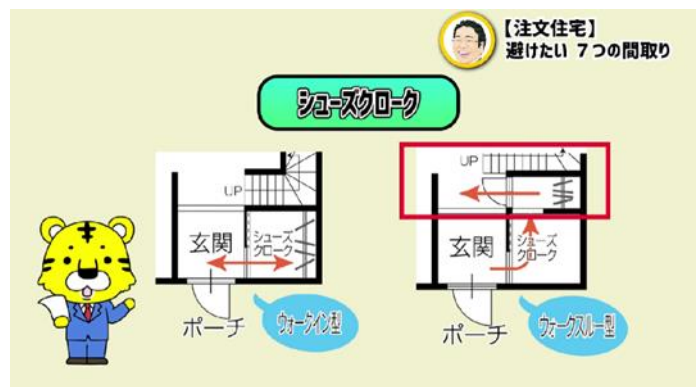 【注文住宅】
避けたい 7つの間取り
シューズクローク
UP
玄関
シューズ
クローク
ポーチ
ウォークイン型
UP
玄関
シューズ
クローク
ポーチ
ウォークスルー型